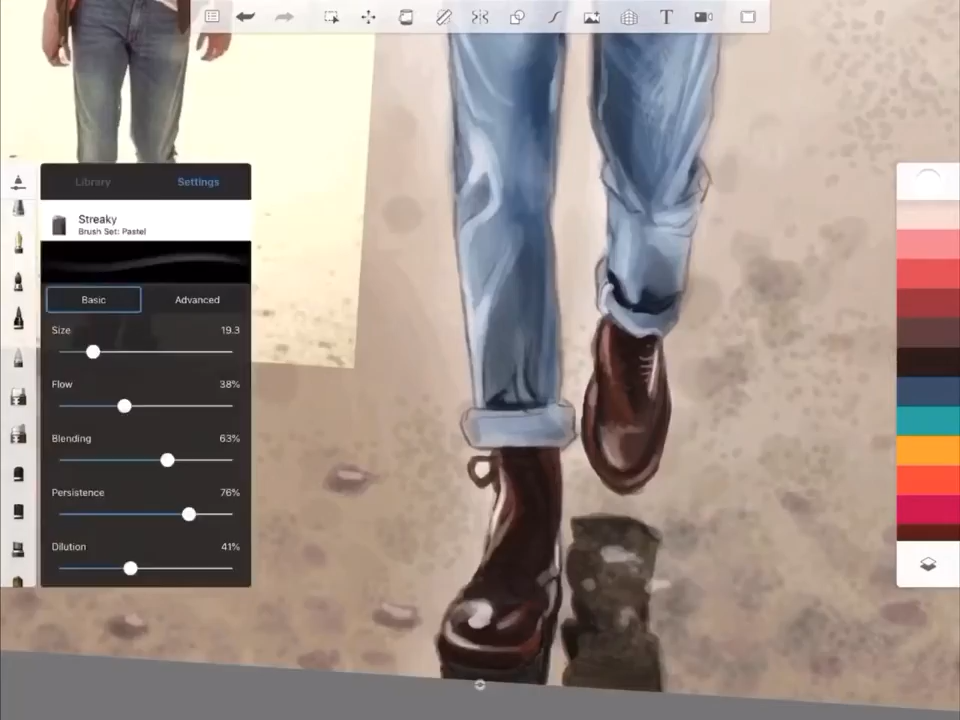 T
Library Settings
Streaky
Brush Set: Pastel
Basic Advanced
Size 19.3
Flow 38%
Blending 63%
Persistence 76%
Dilution 41%